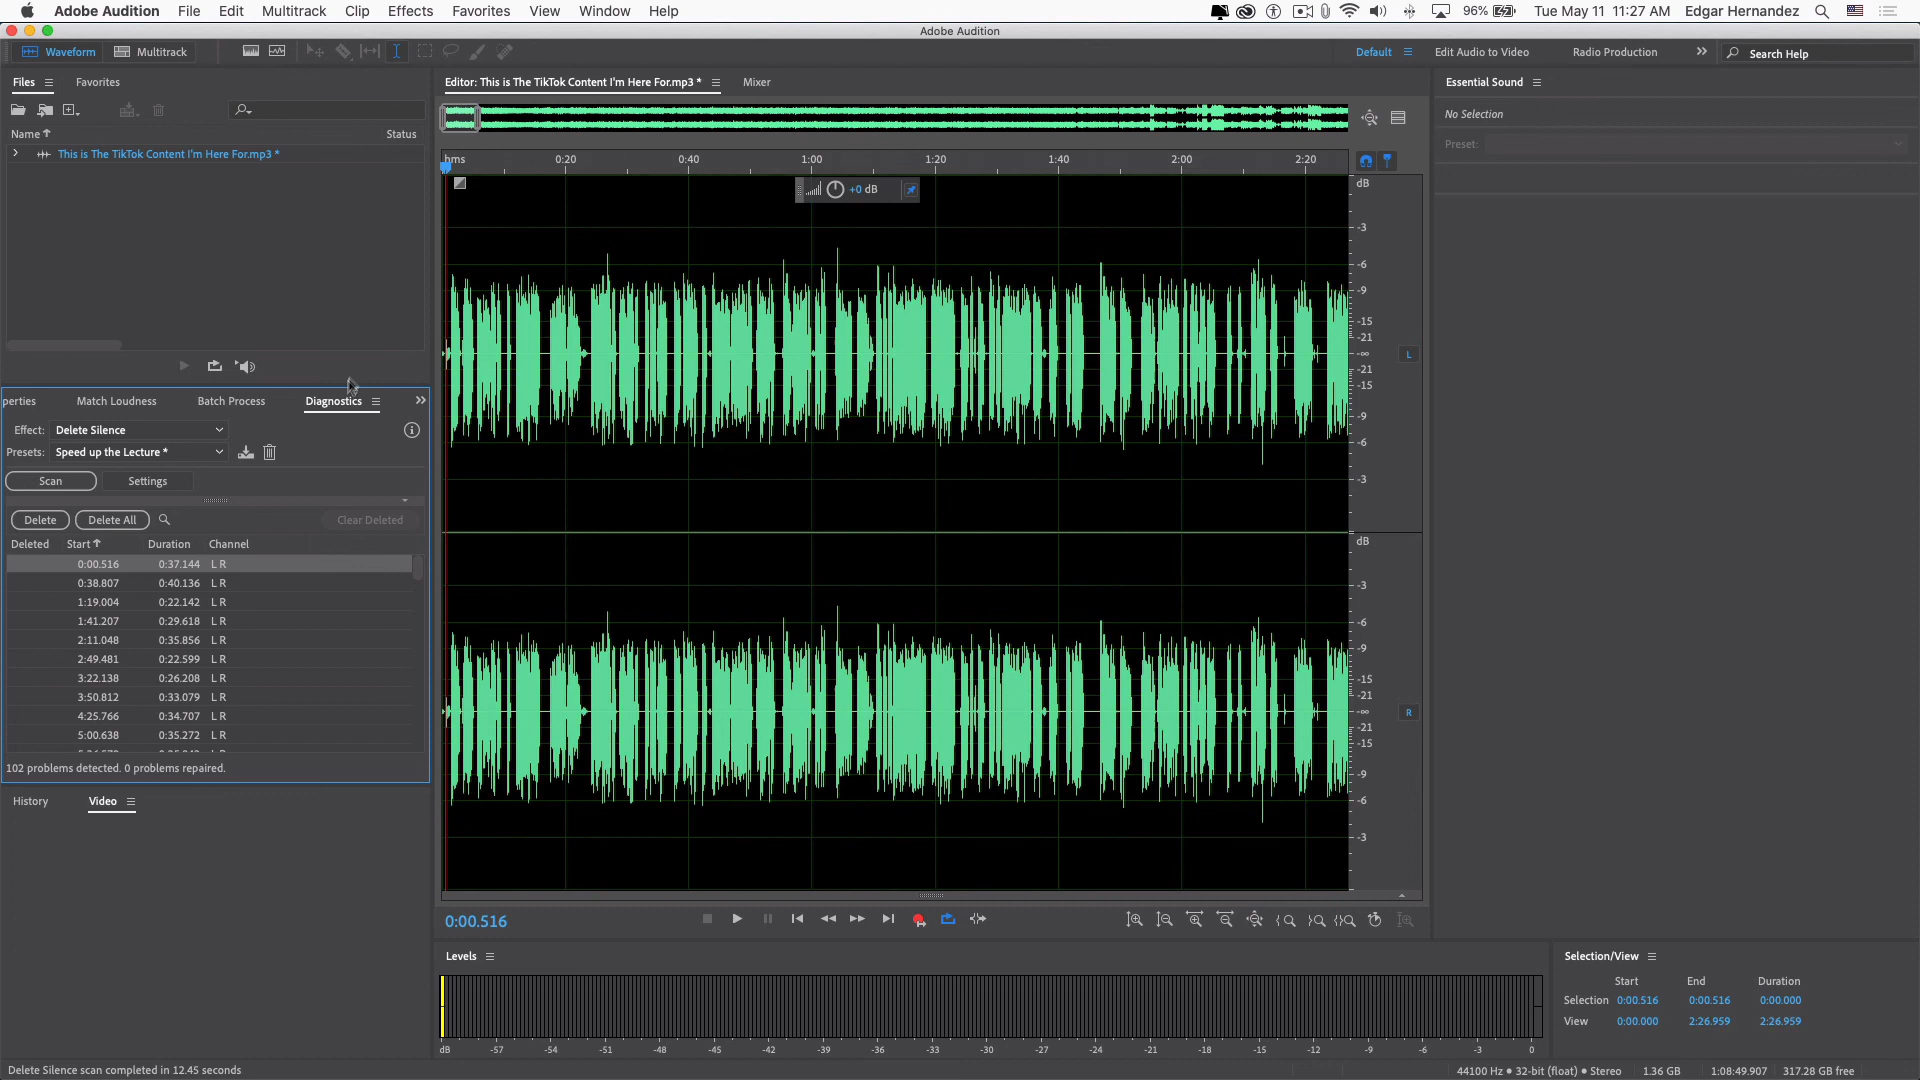 Adobe Audition File Edit Multitrack Clip Effects Favorites View Window Help 96% Tue May 11 11:27 AM Edgar Hernandez
Adobe Audition
Waveform Multitrack Default Edit Audio to Video Radio Production Search Help
Files Favorites
Name Status
This is The TikTok Content I'm Here For.mp3 *
perties Match Loudness Batch Process Diagnostics
Effect: Delete Silence
Presets: Speed up the Lecture *
Scan Settings
Delete Delete All Clear Deleted
Deleted Start Duration Channel
0:00.516 0:37.144 L R
0:38.807 0:40.136 L R
1:19.004 0:22.142 L R
1:41.207 0:29.618 L R
2:11.048 0:35.856 L R
2:49.481 0:22.599 L R
3:22.138 0:26.208 L R
3:50.812 0:33.079 L R
4:25.766 0:34.707 L R
5:00.638 0:35.272 L R
102 problems detected. 0 problems repaired.
History Video
Editor: This is The TikTok Content I'm Here For.mp3 * Mixer
hms 0:20 0:40 1:00 1:20 1:40 2:00 2:20
+0 dB
dB
-3
-6
-9
-15
-21
-∞
-21
-15
-9
-6
-3
L
dB
-3
-6
-9
-15
-21
-∞
-21
-15
-9
-6
-3
R
0:00.516
Levels
dB -57 -54 -51 -48 -45 -42 -39 -36 -33 -30 -27 -24 -21 -18 -15 -12 -9 -6 -3 0
Essential Sound
No Selection
Preset:
Selection/View
Start End Duration
Selection 0:00.516 0:00.516 0:00.000
View 0:00.000 2:26.959 2:26.959
Delete Silence scan completed in 12.45 seconds
44100 Hz • 32-bit (float) • Stereo 1.36 GB 1:08:49.907 317.28 GB free